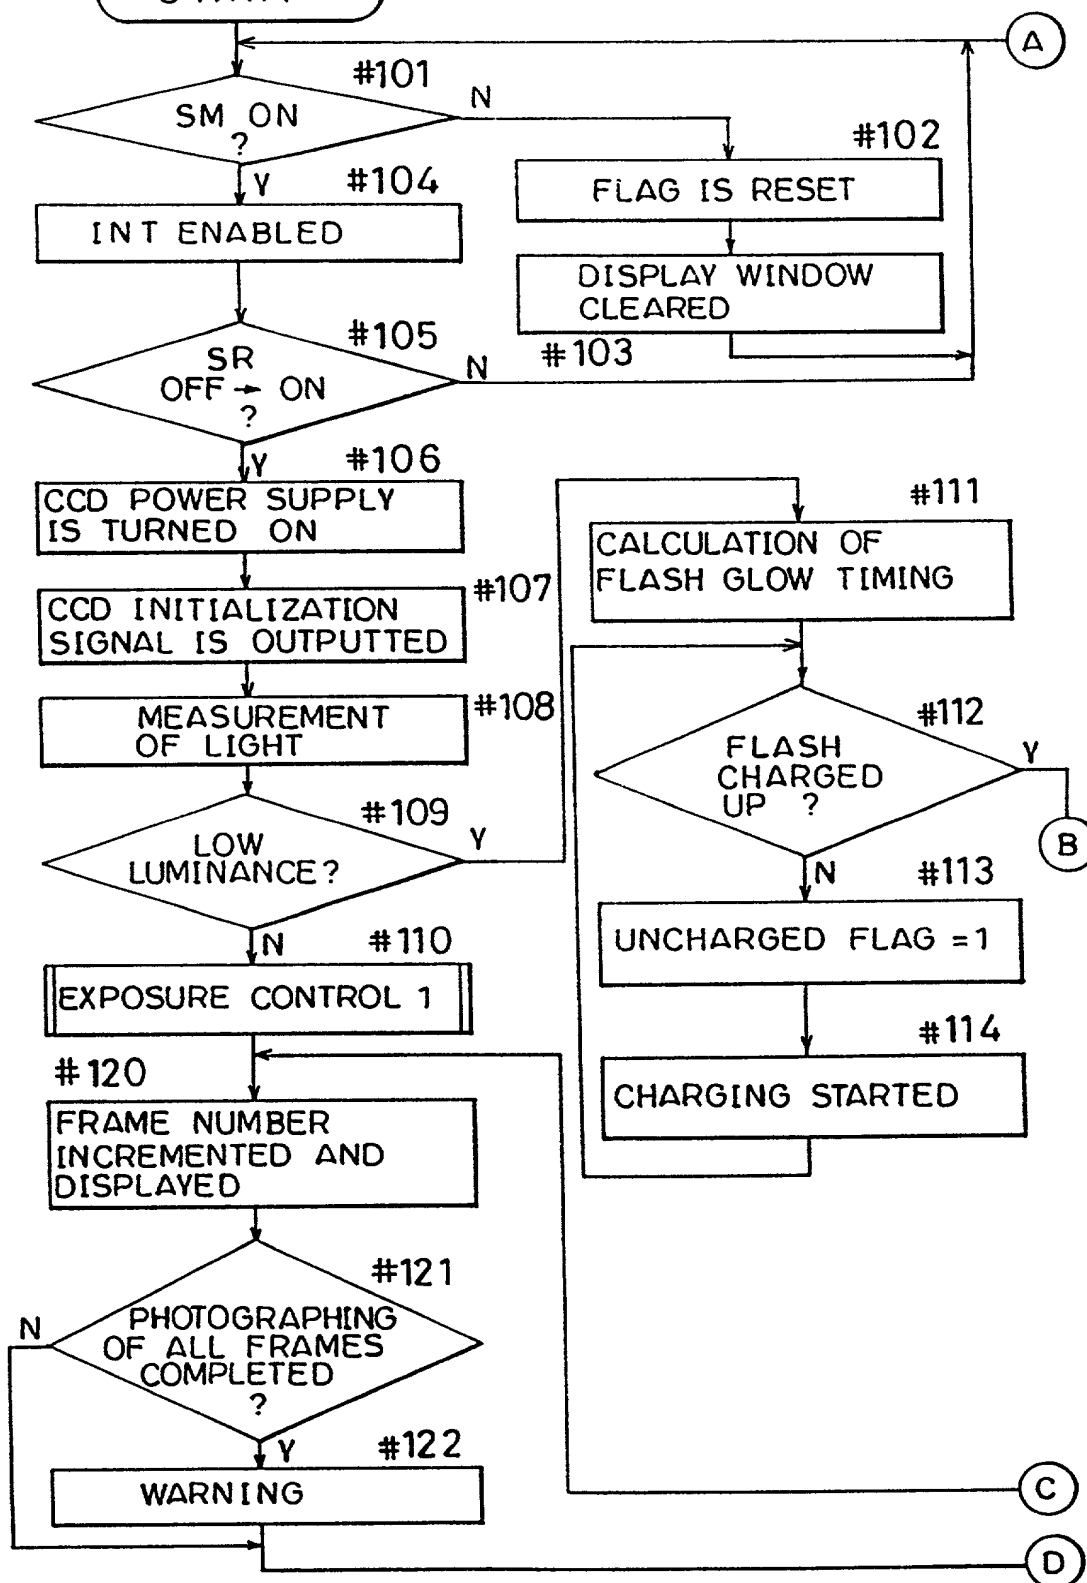 A
#101
SM ON
?
N
Y
#102
FLAG IS RESET
#104
INT ENABLED
DISPLAY WINDOW
CLEARED
#103
#105
SR
OFF → ON
?
N
Y
#106
CCD POWER SUPPLY
IS TURNED ON
#107
CCD INITIALIZATION
SIGNAL IS OUTPUTTED
#108
MEASUREMENT
OF LIGHT
#109
LOW
LUMINANCE?
Y
N
#110
EXPOSURE CONTROL 1
#111
CALCULATION OF
FLASH GLOW TIMING
#112
FLASH
CHARGED
UP ?
Y
B
N
#113
UNCHARGED FLAG = 1
#114
CHARGING STARTED
#120
FRAME NUMBER
INCREMENTED AND
DISPLAYED
#121
PHOTOGRAPHING
OF ALL FRAMES
COMPLETED
?
N
Y
#122
WARNING
C
D